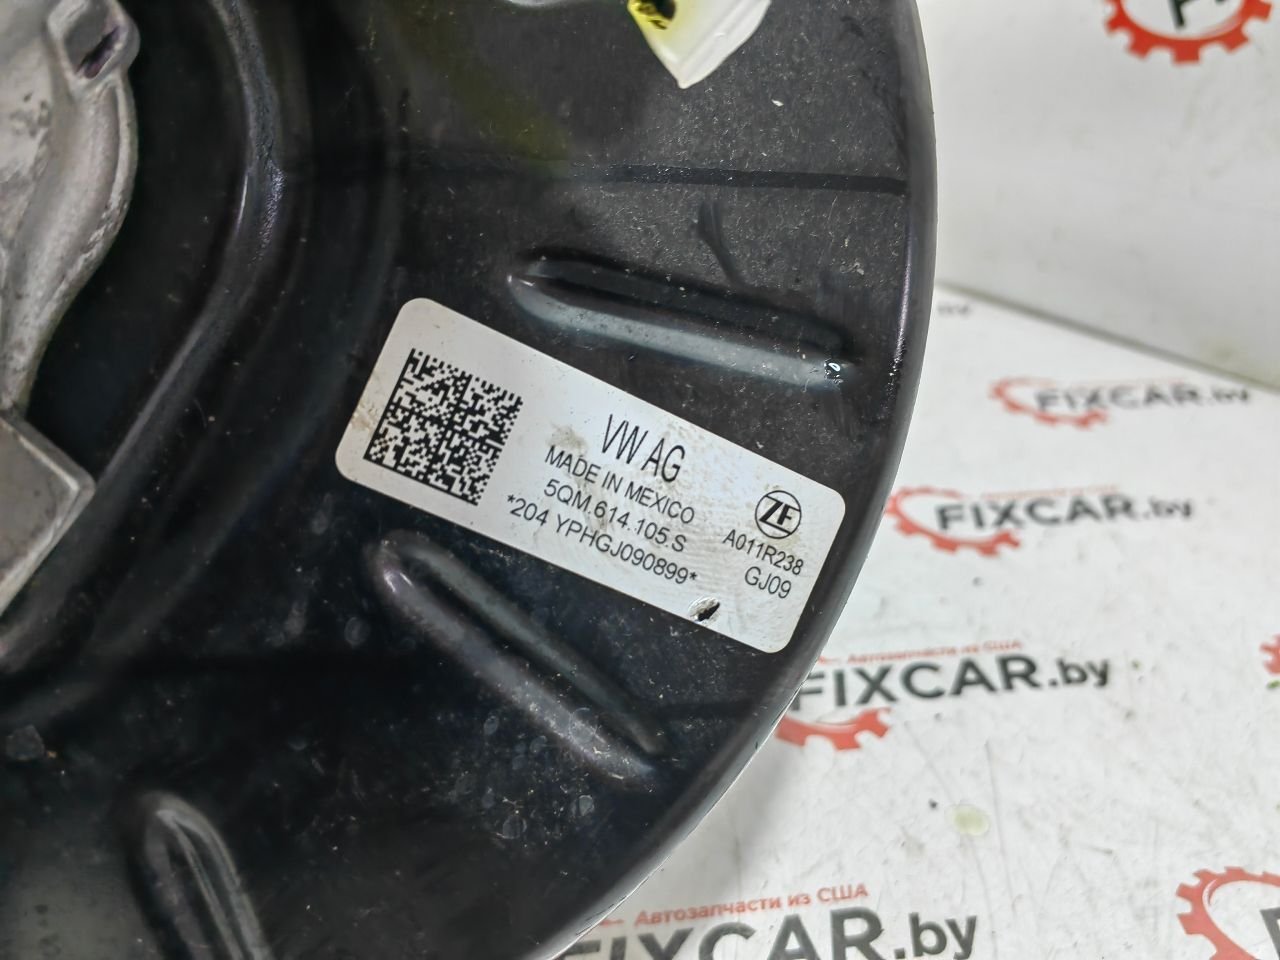 VW AG
MADE IN MEXICO
5QM.614.105.S
*204 YPHGJ090899*
ZF
A011R238
GJ09
FIXCAR.by
FIXCAR.by
Автозапчасти из США
FIXCAR.by
Автозапчасти из США
FIXCAR.by